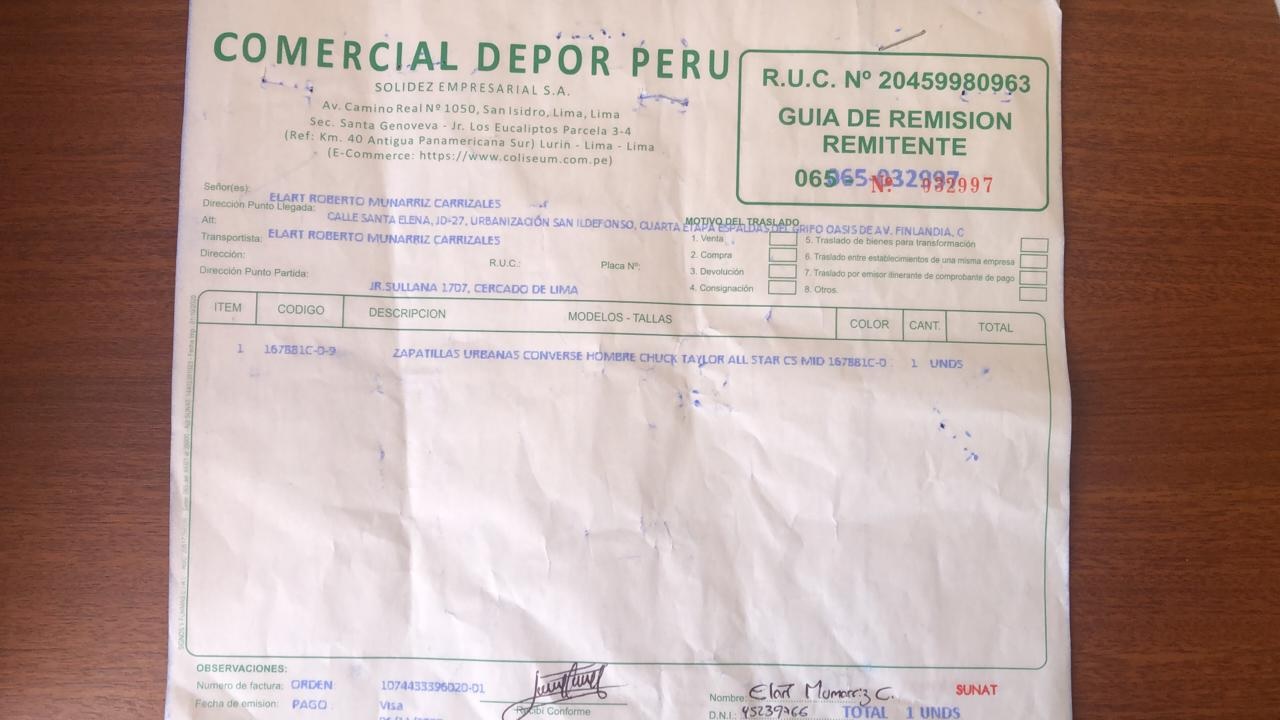 COMERCIAL DEPOR PERU
SOLIDEZ EMPRESARIAL S.A.
Av. Camino Real Nº 1050, San Isidro, Lima, Lima
Sec. Santa Genoveva - Jr. Los Eucaliptos Parcela 3-4
(Ref: Km. 40 Antigua Panamericana Sur) Lurin - Lima - Lima
(E-Commerce: https://www.coliseum.com.pe)
R.U.C. Nº 20459980963
GUIA DE REMISION
REMITENTE
065- 065-032997 Nº 032997
Señor(es): ELART ROBERTO MUNARRIZ CARRIZALES
Dirección Punto Llegada: CALLE SANTA ELENA, JD-27, URBANIZACIÓN SAN ILDEFONSO, CUARTA ETAPA ESPALDAS DEL GRIFO OASIS DE AV. FINLANDIA, C
Att: ELART ROBERTO MUNARRIZ CARRIZALES
Transportista:
Dirección: R.U.C.: Placa Nº:
Dirección Punto Partida: JR.SULLANA 1707, CERCADO DE LIMA
MOTIVO DEL TRASLADO
1. Venta
2. Compra
3. Devolución
4. Consignación
5. Traslado de bienes para transformación
6. Traslado entre establecimientos de una misma empresa
7. Traslado por emisor itinerante de comprobante de pago
8. Otros.
ITEM CODIGO DESCRIPCION MODELOS - TALLAS COLOR CANT. TOTAL
1 167881C-0-9 ZAPATILLAS URBANAS CONVERSE HOMBRE CHUCK TAYLOR ALL STAR CS MID 167881C-0 1 UNDS
OBSERVACIONES:
Numero de factura: ORDEN 1074433396020-01
Fecha de emision: PAGO : Visa
Recibí Conforme
Nombre: Elart Munarriz C.
D.N.I.: 45239766
SUNAT
TOTAL 1 UNDS